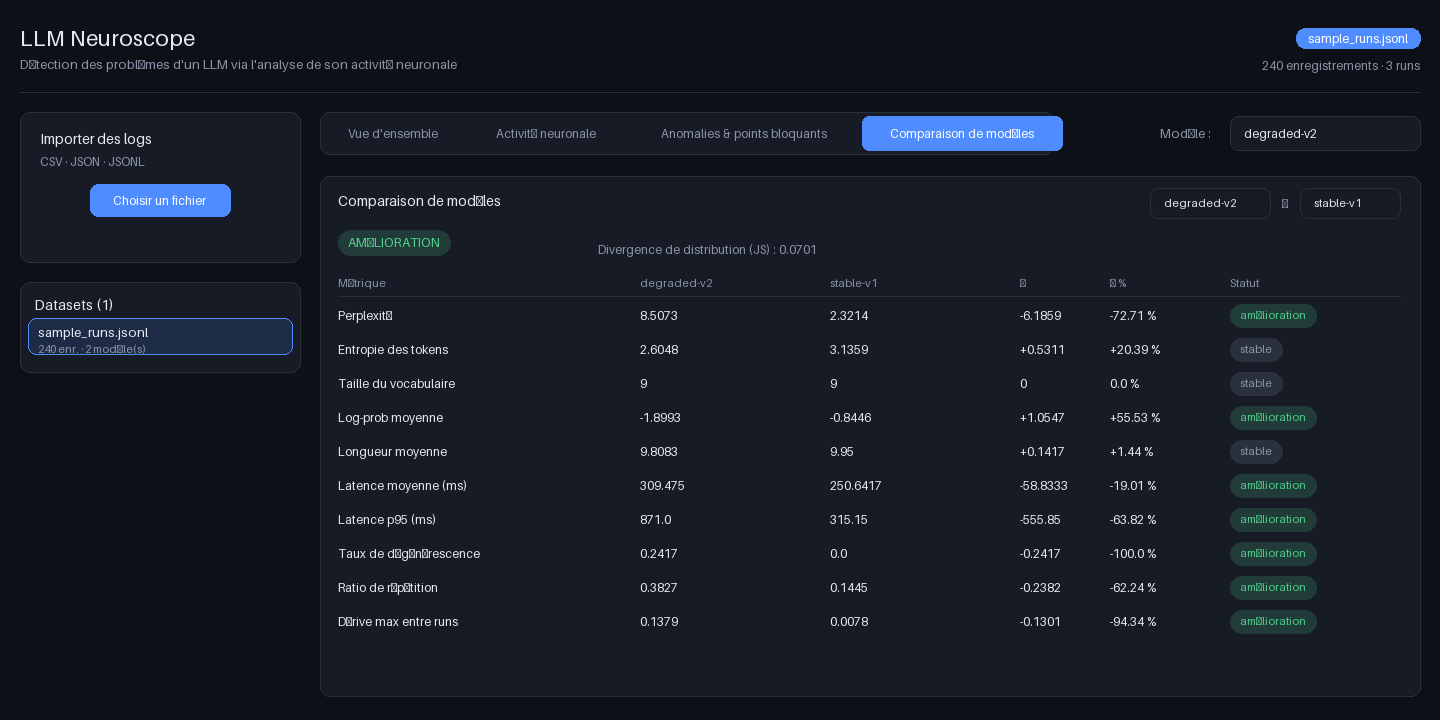 LLM Neuroscope
D☒tection des probl☒mes d'un LLM via l'analyse de son activit☒ neuronale
sample_runs.jsonl
240 enregistrements · 3 runs
Importer des logs
CSV · JSON · JSONL
Choisir un fichier
Datasets (1)
sample_runs.jsonl
240 enr. · 2 mod☒le(s)
Vue d'ensemble
Activit☒ neuronale
Anomalies & points bloquants
Comparaison de mod☒les
Mod☒le :
degraded-v2
Comparaison de mod☒les
degraded-v2 ☒ stable-v1
AM☒LIORATION
Divergence de distribution (JS) : 0.0701
M☒trique degraded-v2 stable-v1 ☒ ☒ % Statut
Perplexit☒ 8.5073 2.3214 -6.1859 -72.71 % am☒lioration
Entropie des tokens 2.6048 3.1359 +0.5311 +20.39 % stable
Taille du vocabulaire 9 9 0 0.0 % stable
Log-prob moyenne -1.8993 -0.8446 +1.0547 +55.53 % am☒lioration
Longueur moyenne 9.8083 9.95 +0.1417 +1.44 % stable
Latence moyenne (ms) 309.475 250.6417 -58.8333 -19.01 % am☒lioration
Latence p95 (ms) 871.0 315.15 -555.85 -63.82 % am☒lioration
Taux de d☒g☒n☒rescence 0.2417 0.0 -0.2417 -100.0 % am☒lioration
Ratio de r☒p☒tition 0.3827 0.1445 -0.2382 -62.24 % am☒lioration
D☒rive max entre runs 0.1379 0.0078 -0.1301 -94.34 % am☒lioration